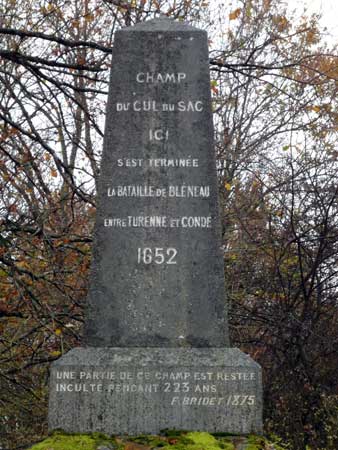 CHAMP
DU CUL DU SAC
ICI
S'EST TERMINÉE
LA BATAILLE DE BLÉNEAU
ENTRE TURENNE ET CONDÉ
1652
UNE PARTIE DE CE CHAMP EST RESTÉE
INCULTE PENDANT 223 ANS
F. BRIDET 1875